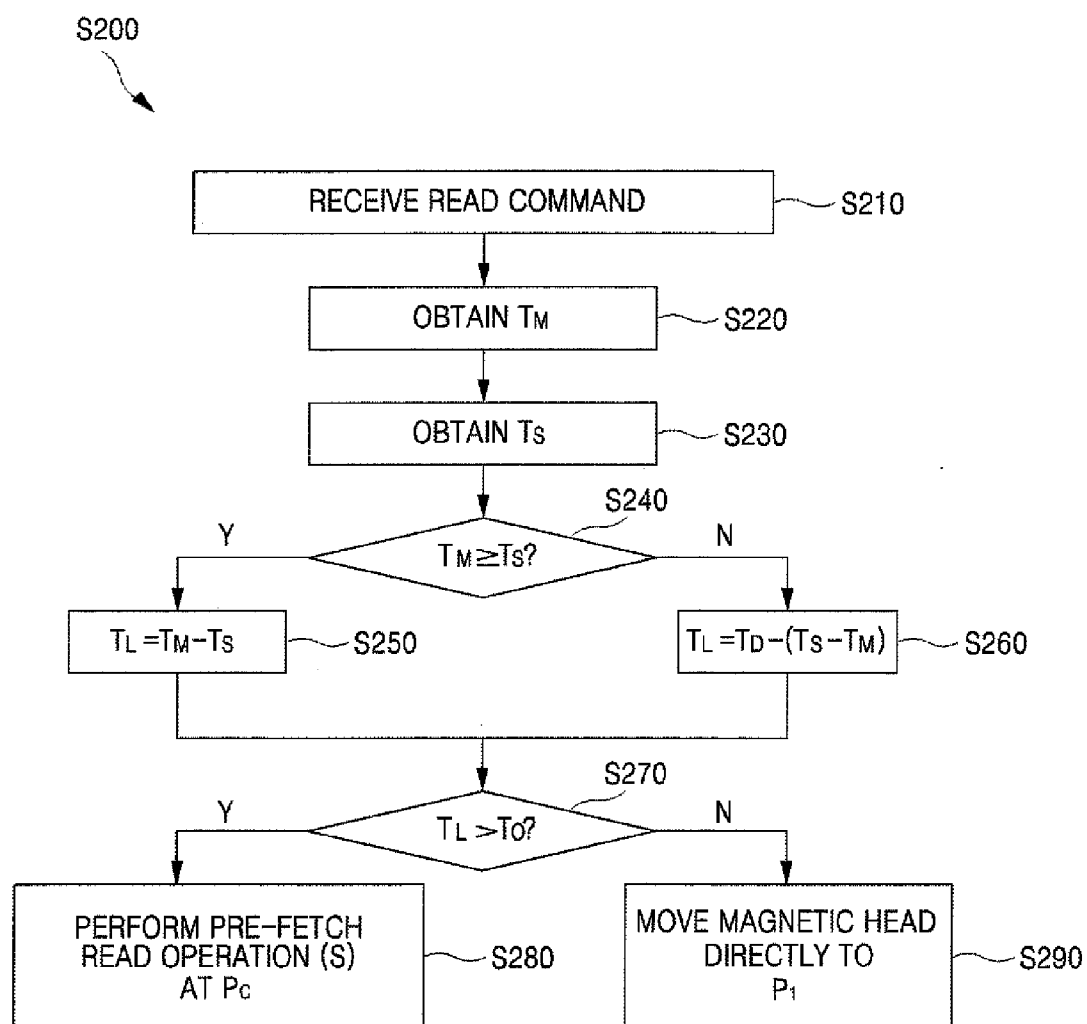 S200
RECEIVE READ COMMAND
S210
OBTAIN TM
S220
OBTAIN TS
S230
S240
Y
TM≥TS?
N
TL=TM-TS
S250
TL=TD-(TS-TM)
S260
S270
Y
TL>TO?
N
PERFORM PRE-FETCH
READ OPERATION (S)
AT PC
S280
MOVE MAGNETIC HEAD
DIRECTLY TO
P1
S290